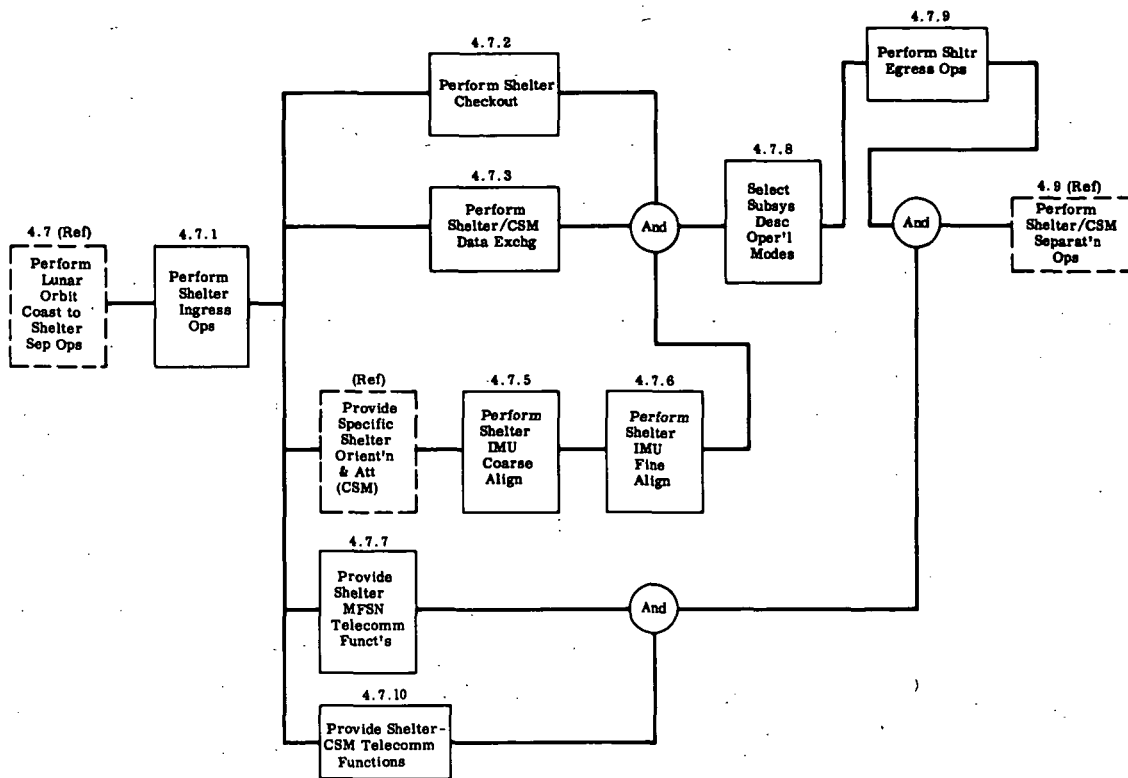 4.7 (Ref)
Perform
Lunar
Orbit
Coast to
Shelter
Sep Ops
4.7.1
Perform
Shelter
Ingress
Ops
4.7.2
Perform Shelter
Checkout
4.7.3
Perform
Shelter/CSM
Data Exchg
(Ref)
Provide
Specific
Shelter
Orient'n
& Att
(CSM)
4.7.5
Perform
Shelter
IMU
Coarse
Align
4.7.6
Perform
Shelter
IMU
Fine
Align
4.7.7
Provide
Shelter
MFSN
Telecomm
Funct's
4.7.10
Provide Shelter-
CSM Telecomm
Functions
And
And
4.7.8
Select
Subsys
Desc
Oper'l
Modes
4.7.9
Perform Shltr
Egress Ops
And
4.9 (Ref)
Perform
Shelter/CSM
Separat'n
Ops